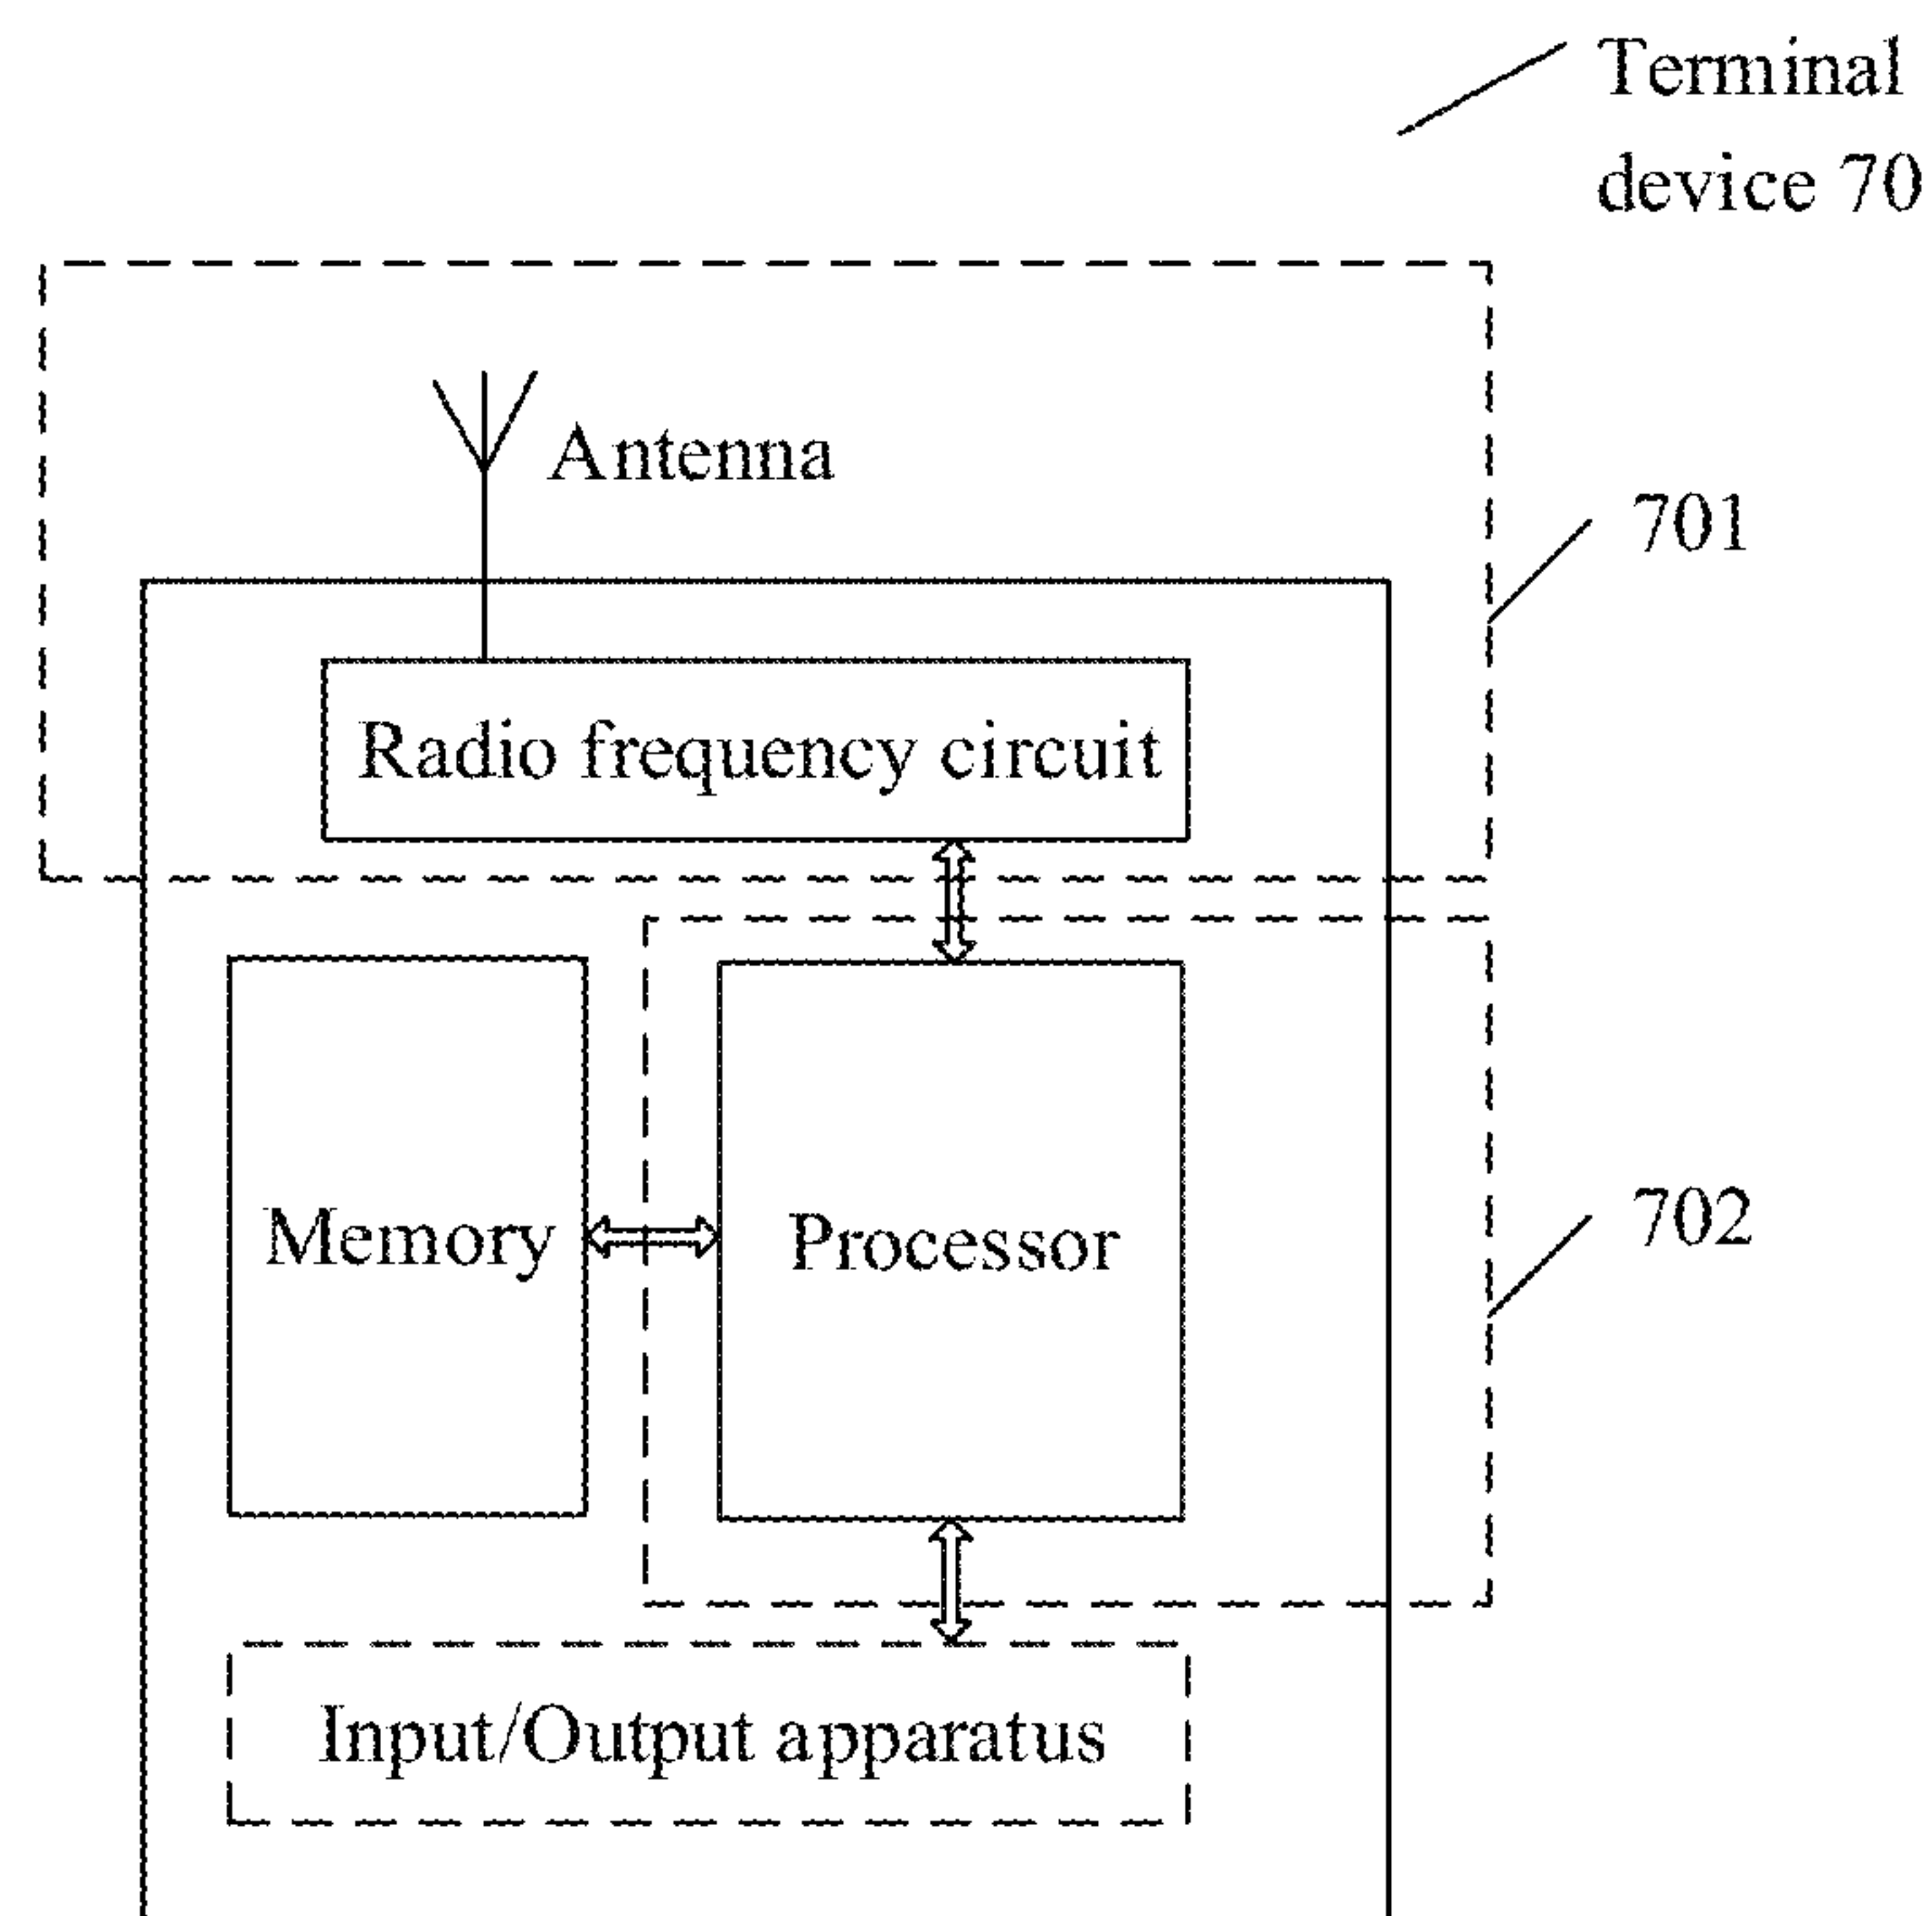 Terminal
device 70
Antenna
701
Radio frequency circuit
Memory
Processor
702
Input/Output apparatus